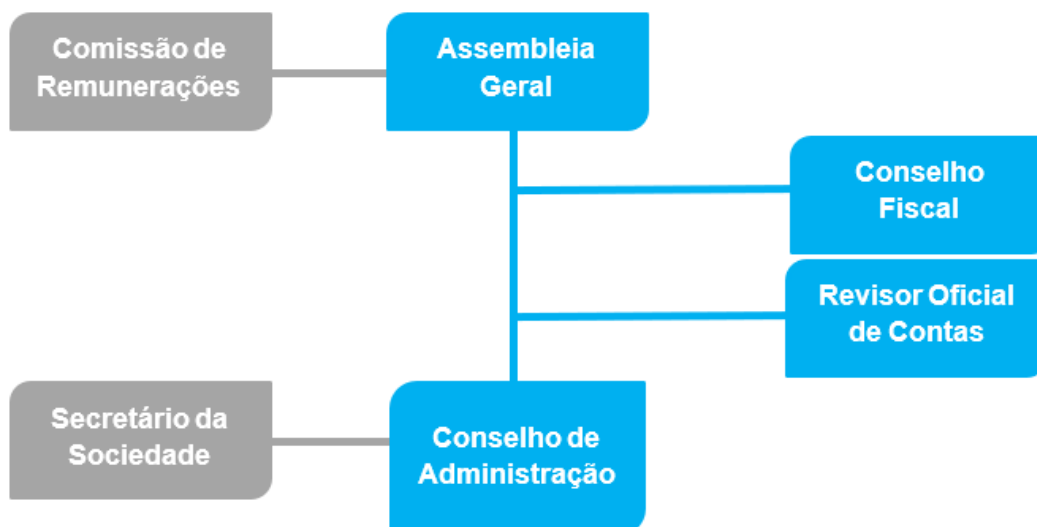 Comissão de
Remunerações
Assembleia
Geral
Conselho
Fiscal
Revisor Oficial
de Contas
Secretário da
Sociedade
Conselho de
Administração